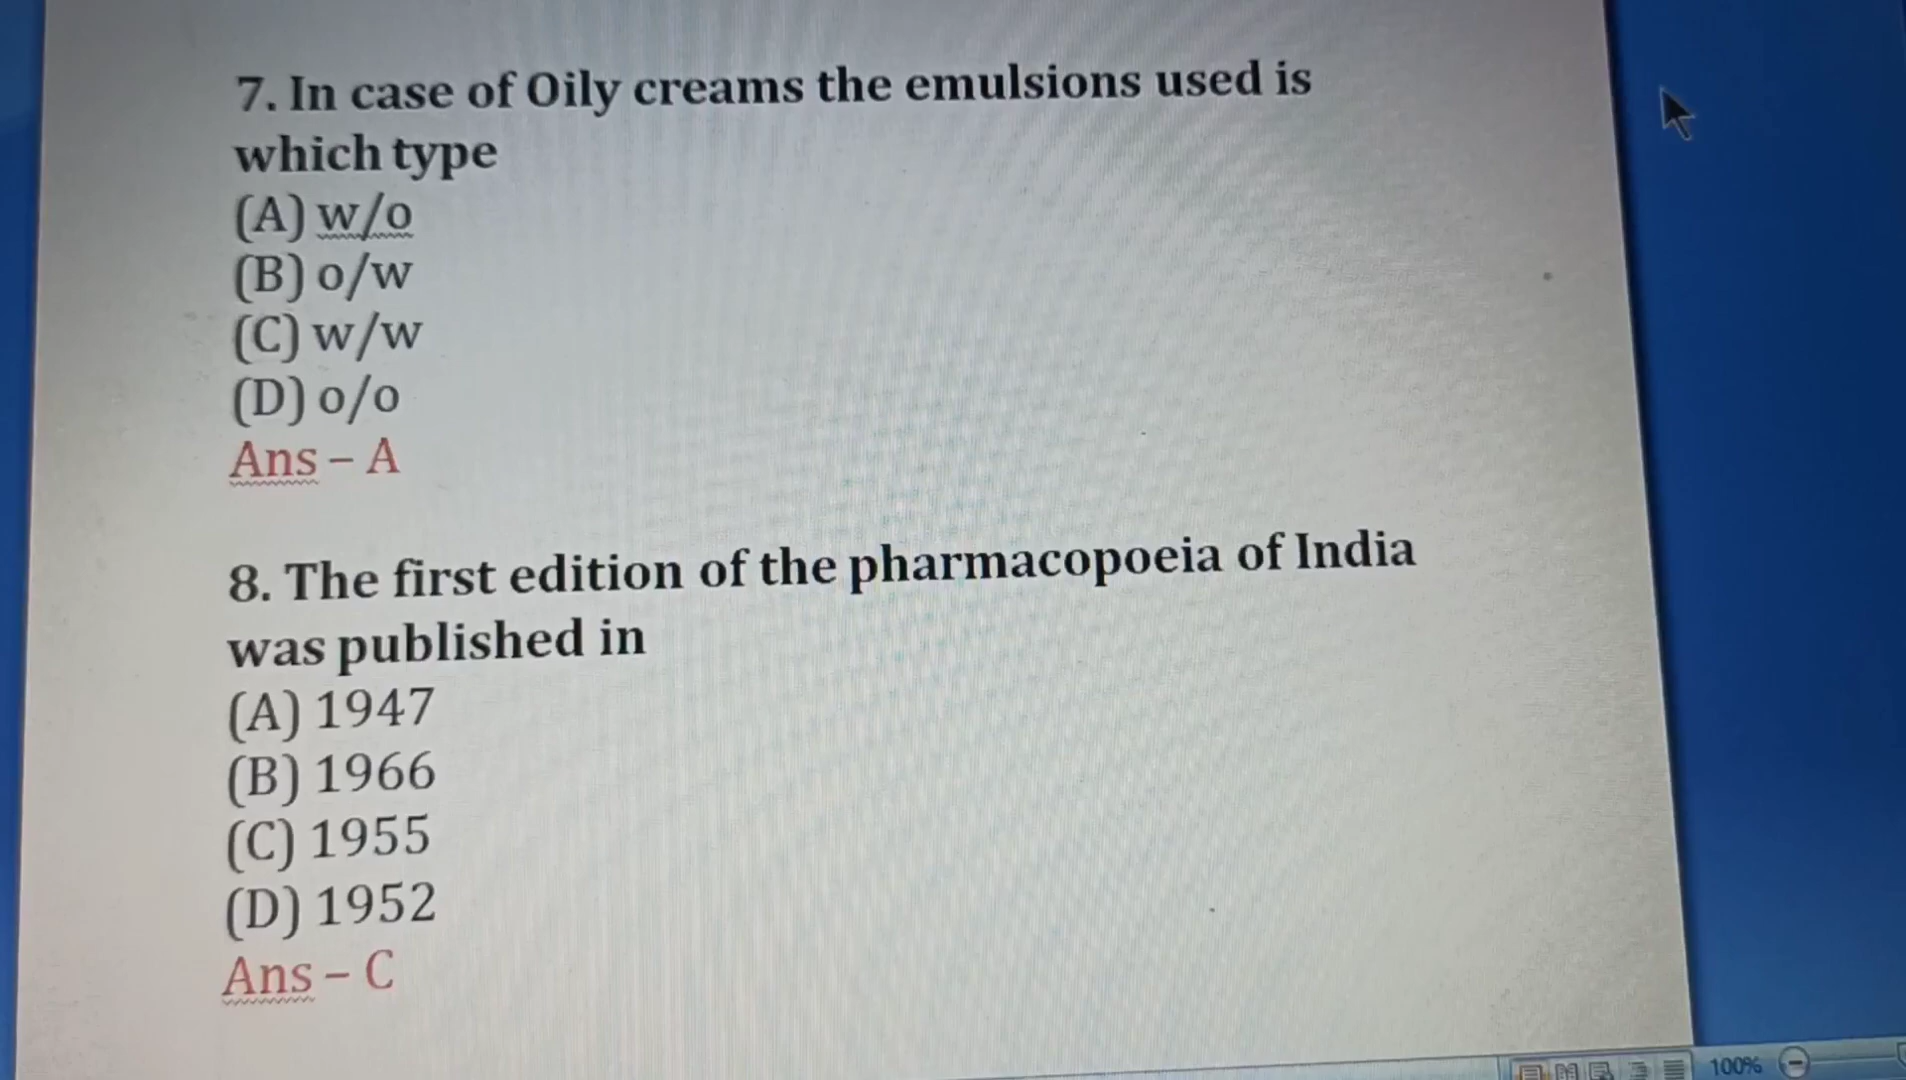 7. In case of Oily creams the emulsions used is
which type
(A) w/o
(B) o/w
(C) w/w
(D) o/o
Ans – A
8. The first edition of the pharmacopoeia of India
was published in
(A) 1947
(B) 1966
(C) 1955
(D) 1952
Ans – C
100%